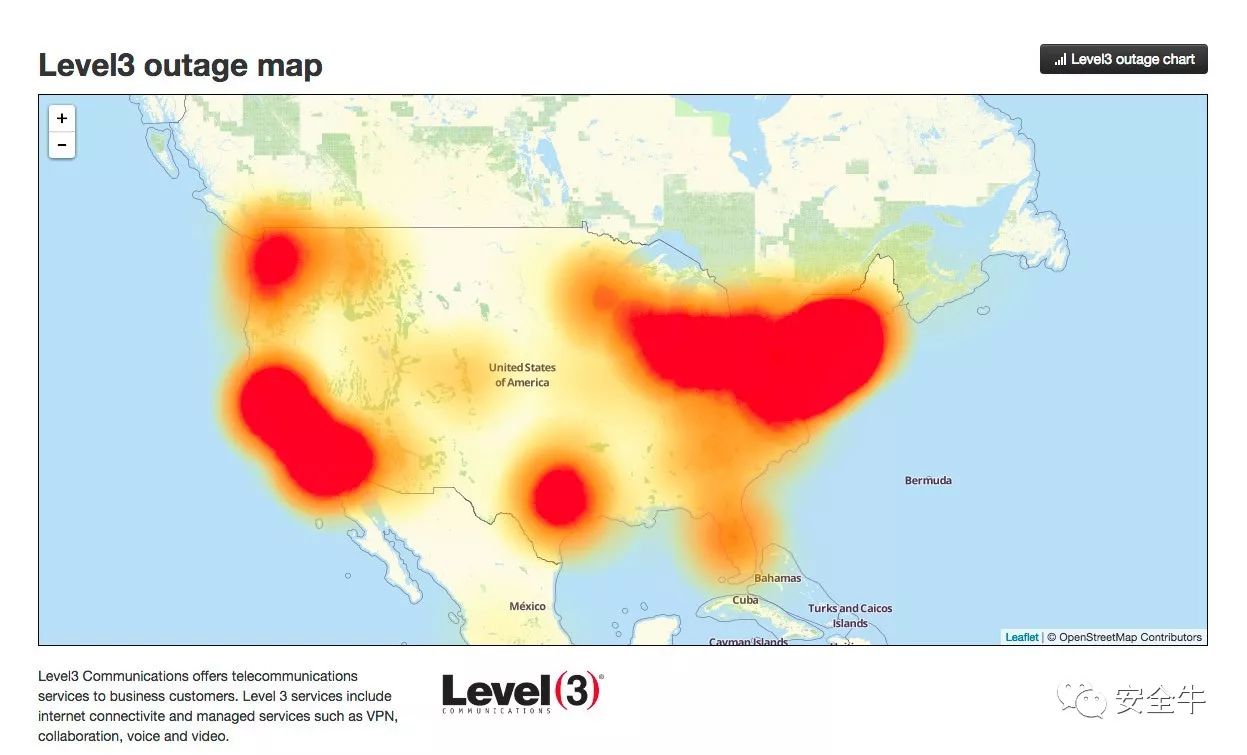 Level3 outage map
Level3 outage chart
+
-
United States
of America
Bermuda
Bahamas
México
Cuba
Turks and Caicos
Islands
Cayman Islands
Leaflet | © OpenStreetMap Contributors
Level3 Communications offers telecommunications
services to business customers. Level 3 services include
internet connectivite and managed services such as VPN,
collaboration, voice and video.
Level(3)®
COMMUNICATIONS
安全牛